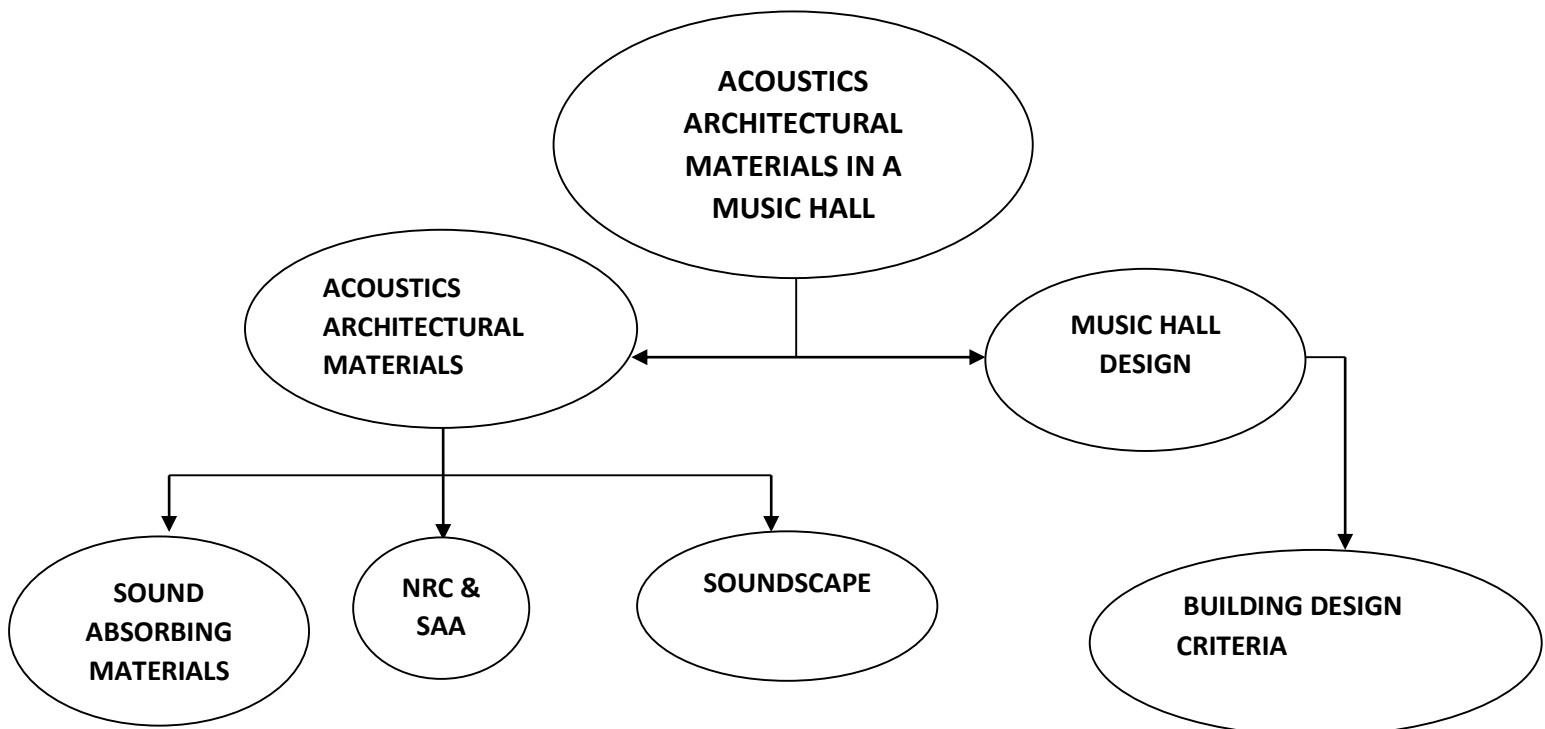 ACOUSTICS
ARCHITECTURAL
MATERIALS IN A
MUSIC HALL
ACOUSTICS
ARCHITECTURAL
MATERIALS
MUSIC HALL
DESIGN
SOUND
ABSORBING
MATERIALS
NRC &
SAA
SOUNDSCAPE
BUILDING DESIGN
CRITERIA